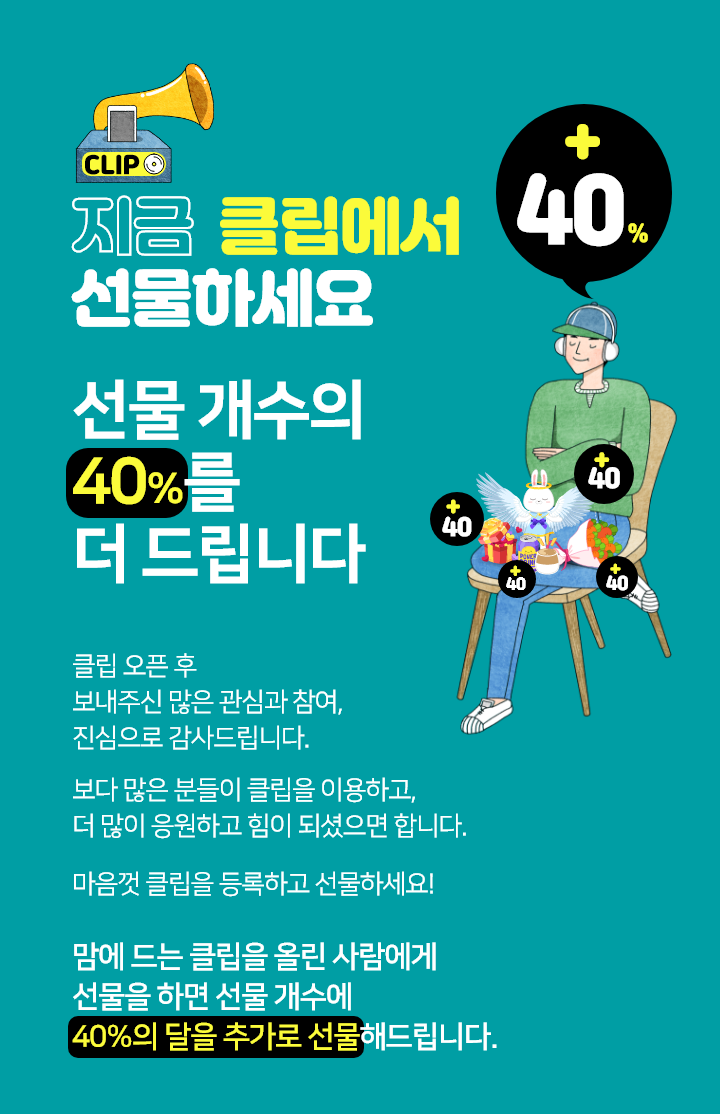 CLIP
+
40%
지금 클립에서
선물하세요
선물 개수의
40%를
더 드립니다
+
40
+
40
+
40
+
40
클립 오픈 후
보내주신 많은 관심과 참여,
진심으로 감사드립니다.
보다 많은 분들이 클립을 이용하고,
더 많이 응원하고 힘이 되셨으면 합니다.
마음껏 클립을 등록하고 선물하세요!
맘에 드는 클립을 올린 사람에게
선물을 하면 선물 개수에
40%의 달을 추가로 선물해드립니다.